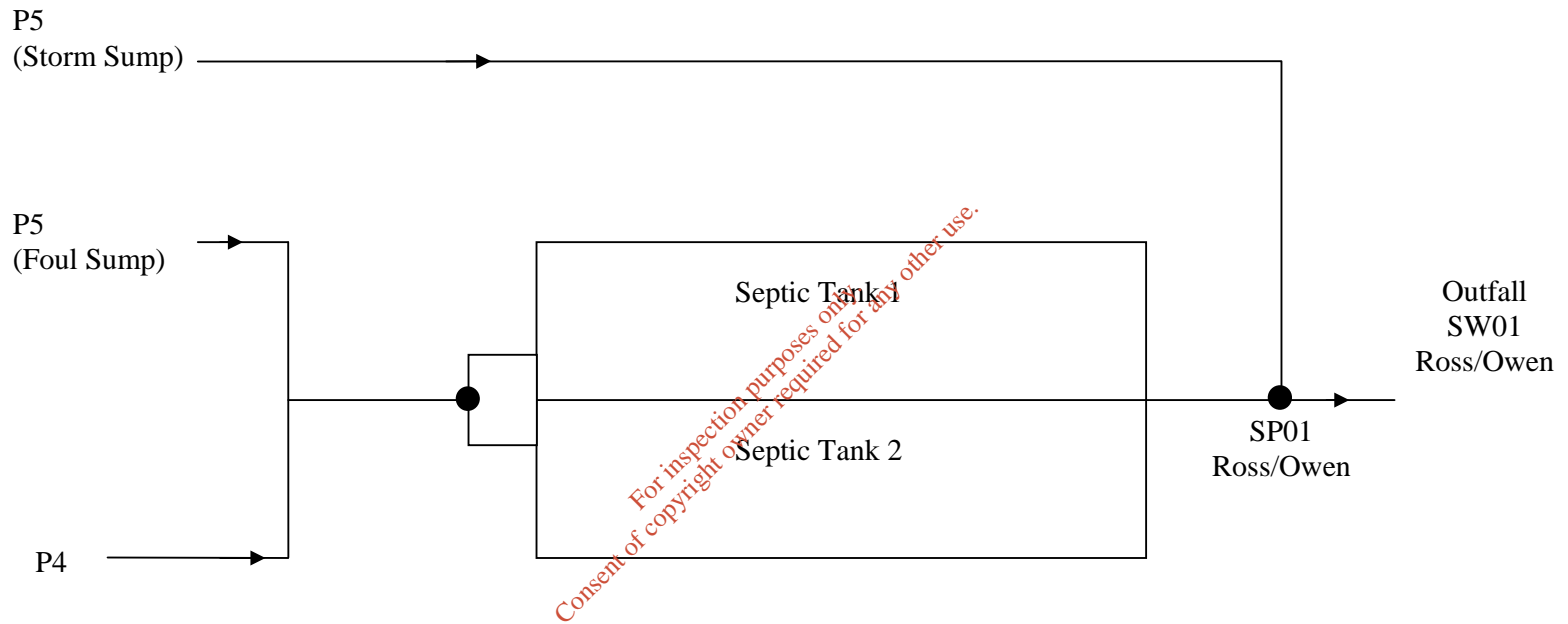 P5
(Storm Sump)
P5
(Foul Sump)
P4
Septic Tank 1
Septic Tank 2
SP01
Ross/Owen
Outfall
SW01
Ross/Owen
For inspection purposes only.
Consent of copyright owner required for any other use.